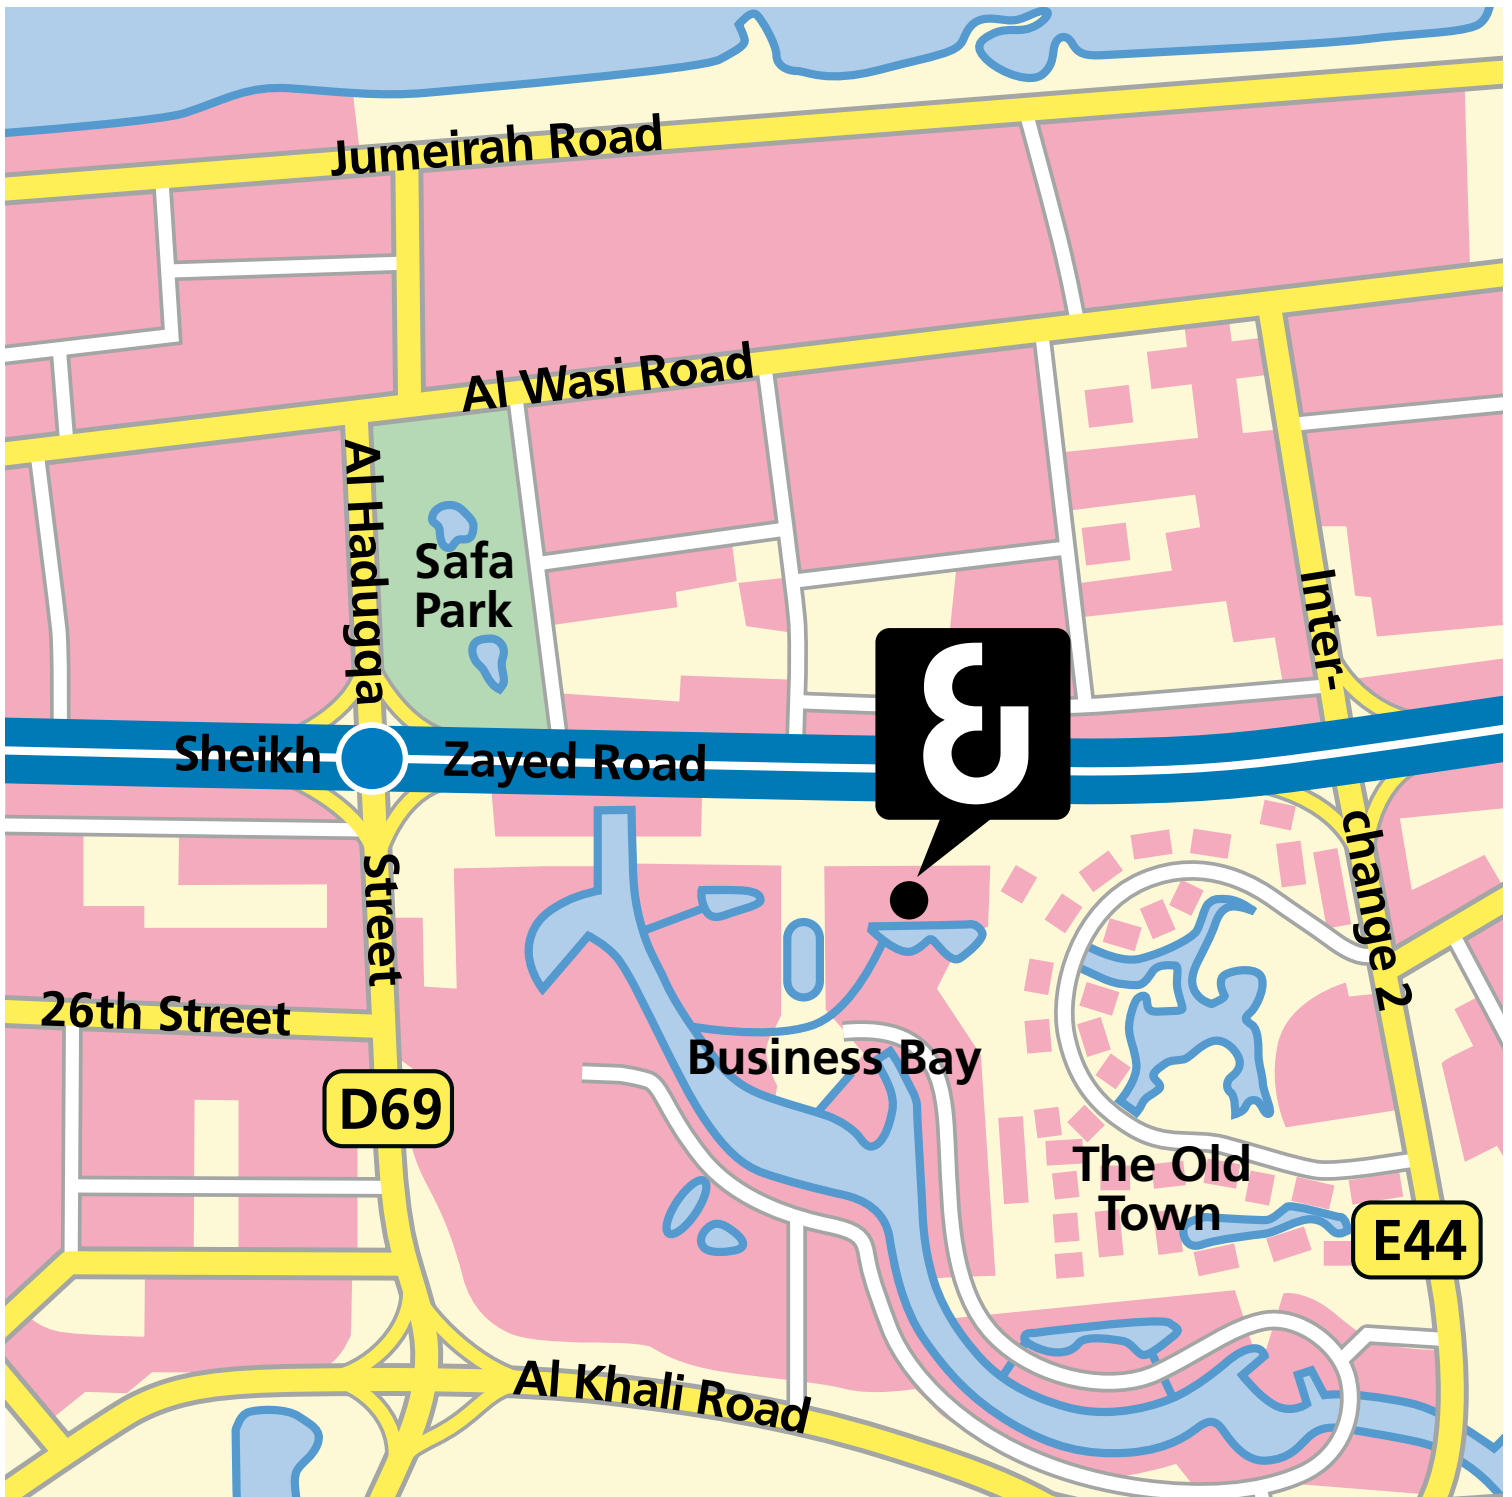 Jumeirah Road
Al Wasi Road
Al Haduqqa
Safa
Park
Inter-
Sheikh
Zayed Road
&
change 2
Street
26th Street
Business Bay
D69
The Old
Town
E44
Al Khali Road